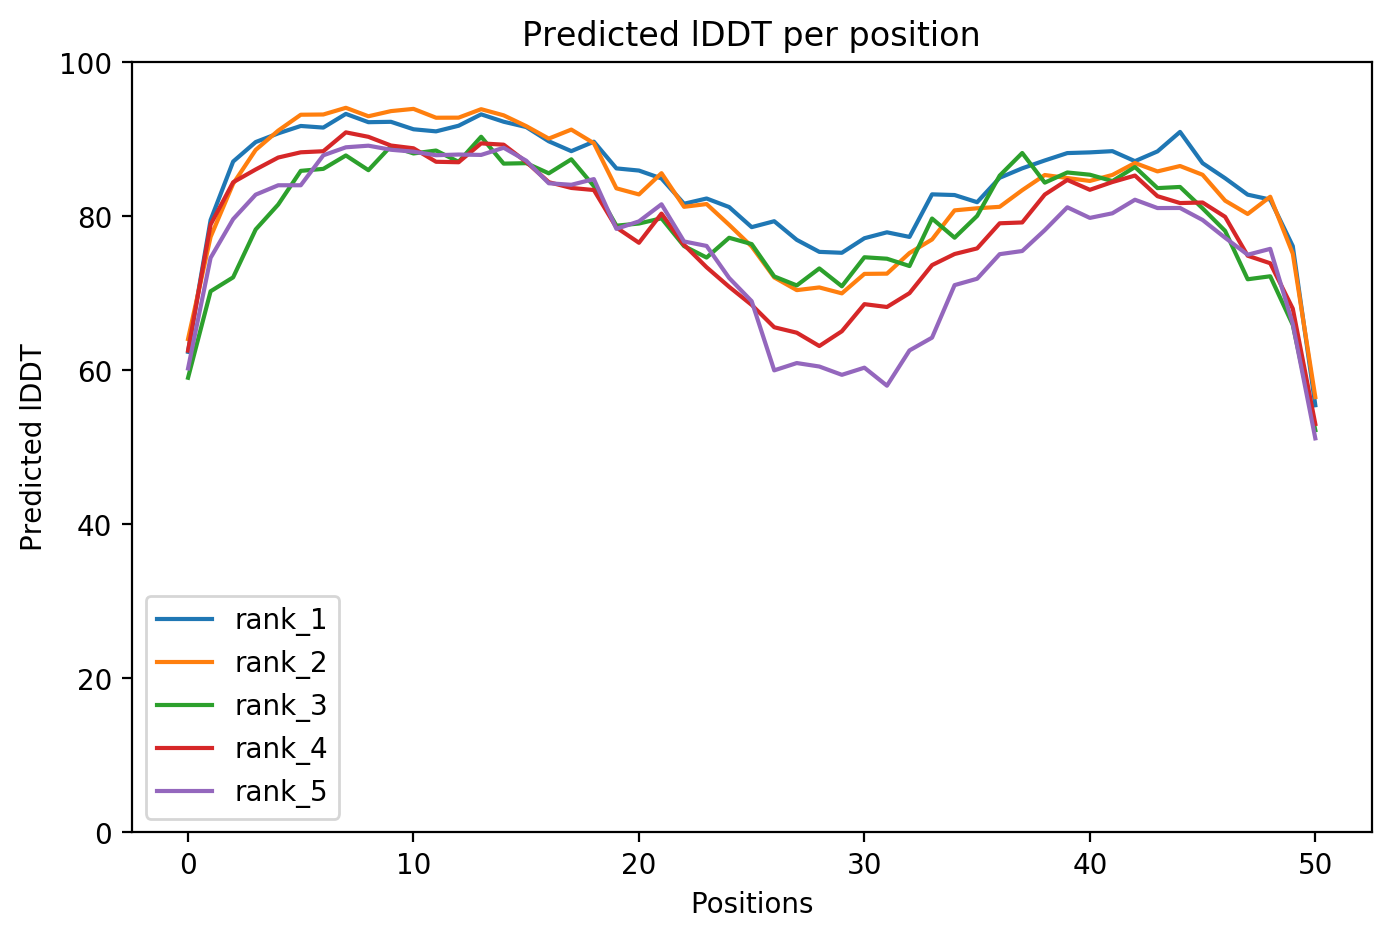 Predicted lDDT per position
Predicted lDDT
100
80
60
40
20
0
rank_1
rank_2
rank_3
rank_4
rank_5
0 10 20 30 40 50
Positions